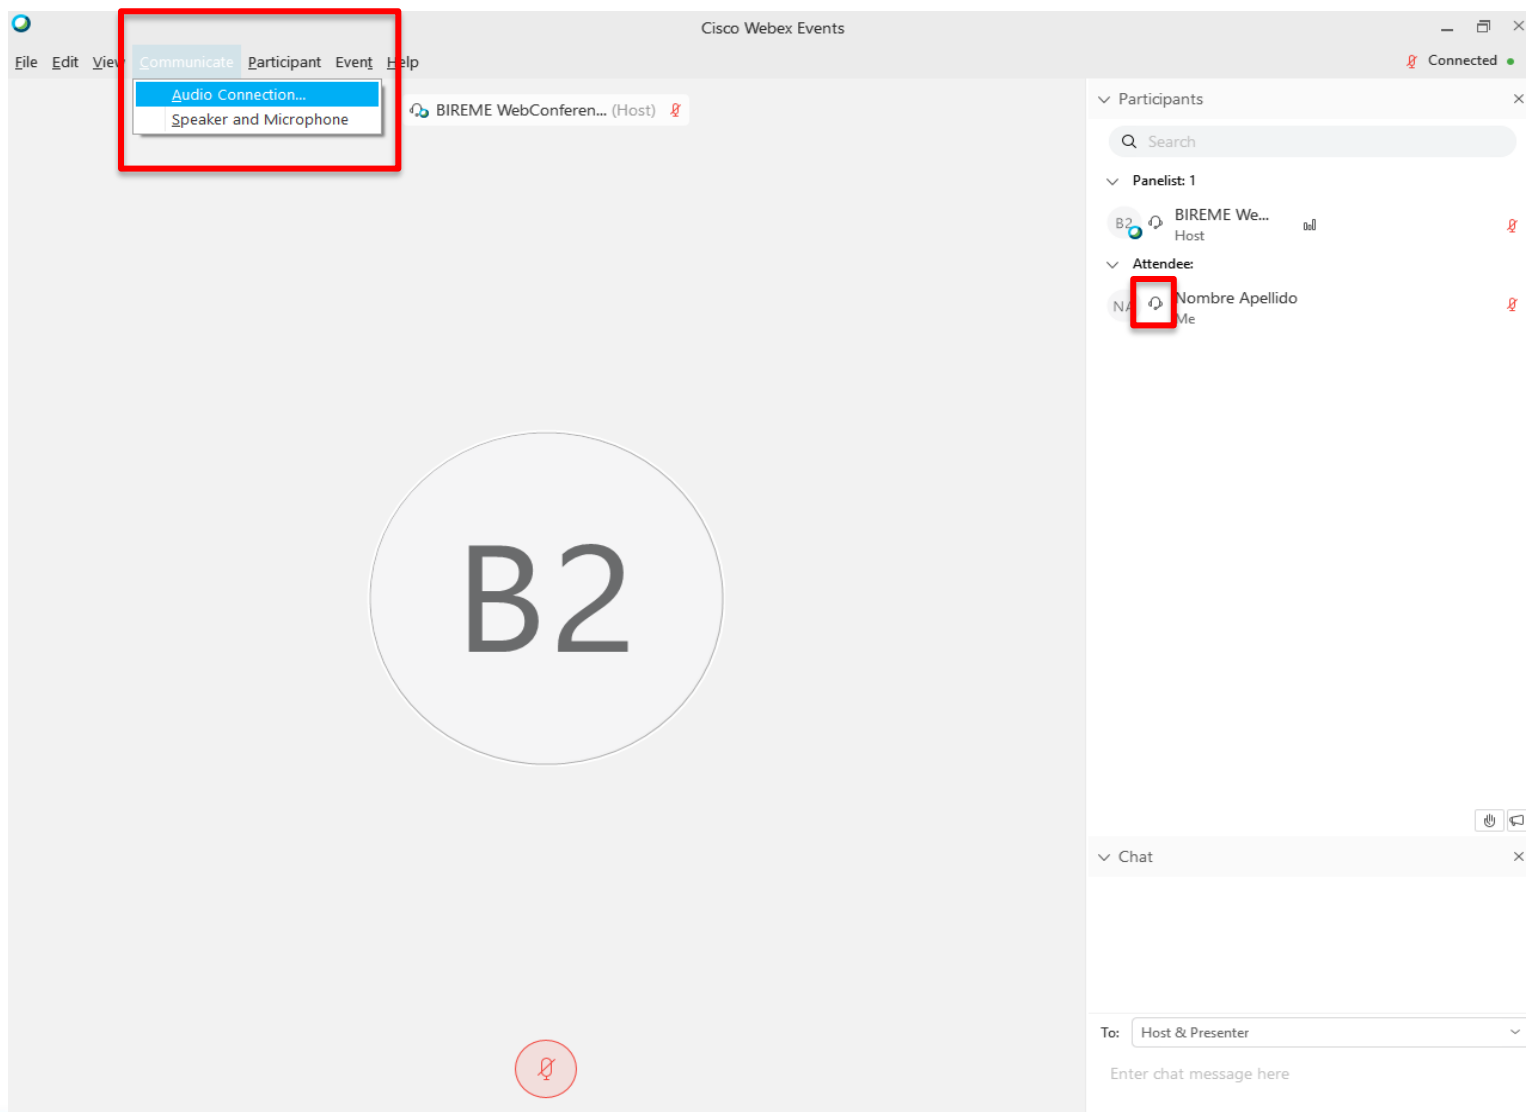 Cisco Webex Events
File Edit View Communicate Participant Event Help
Connected
Audio Connection...
Speaker and Microphone
BIREME WebConferen... (Host)
Participants
Search
Panelist: 1
B2
BIREME We...
Host
Attendee:
NA
Nombre Apellido
Me
B2
Chat
To: Host & Presenter
Enter chat message here